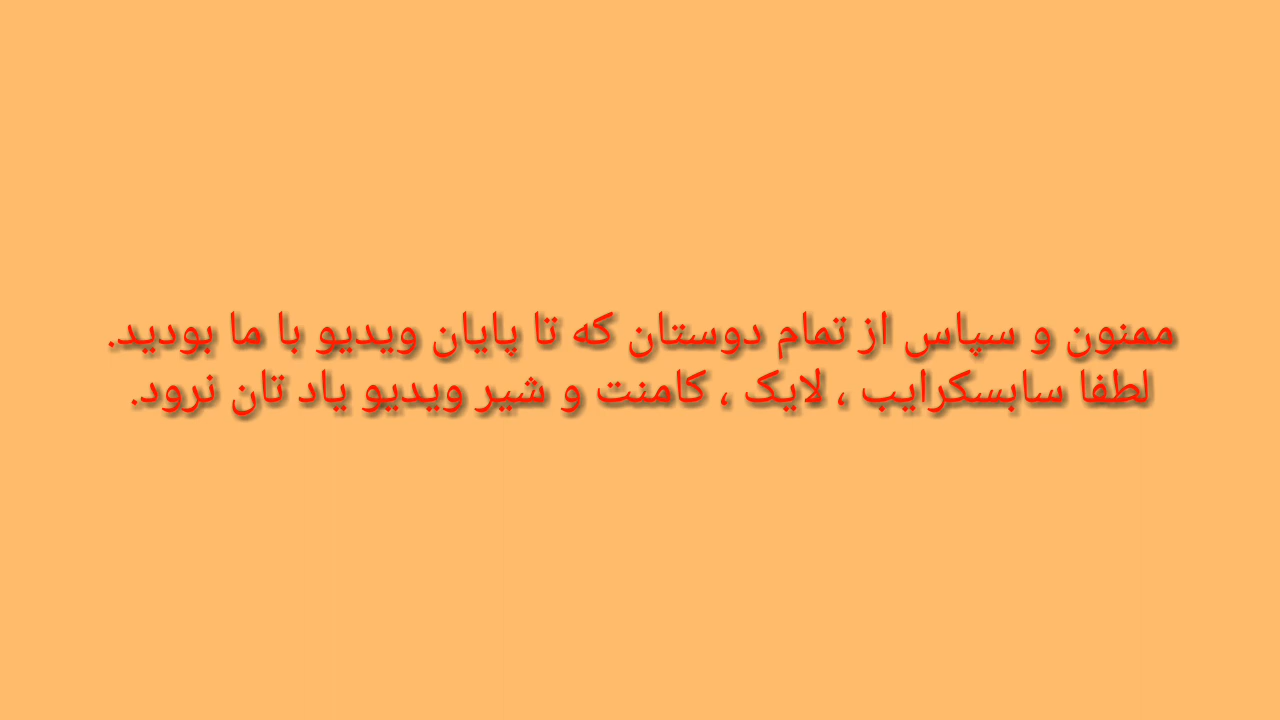 ممنون و سپاس از تمام دوستان که تا پایان ویدیو با ما بودید.
لطفا سابسکرایب ، لایک ، کامنت و شیر ویدیو یاد تان نرود.